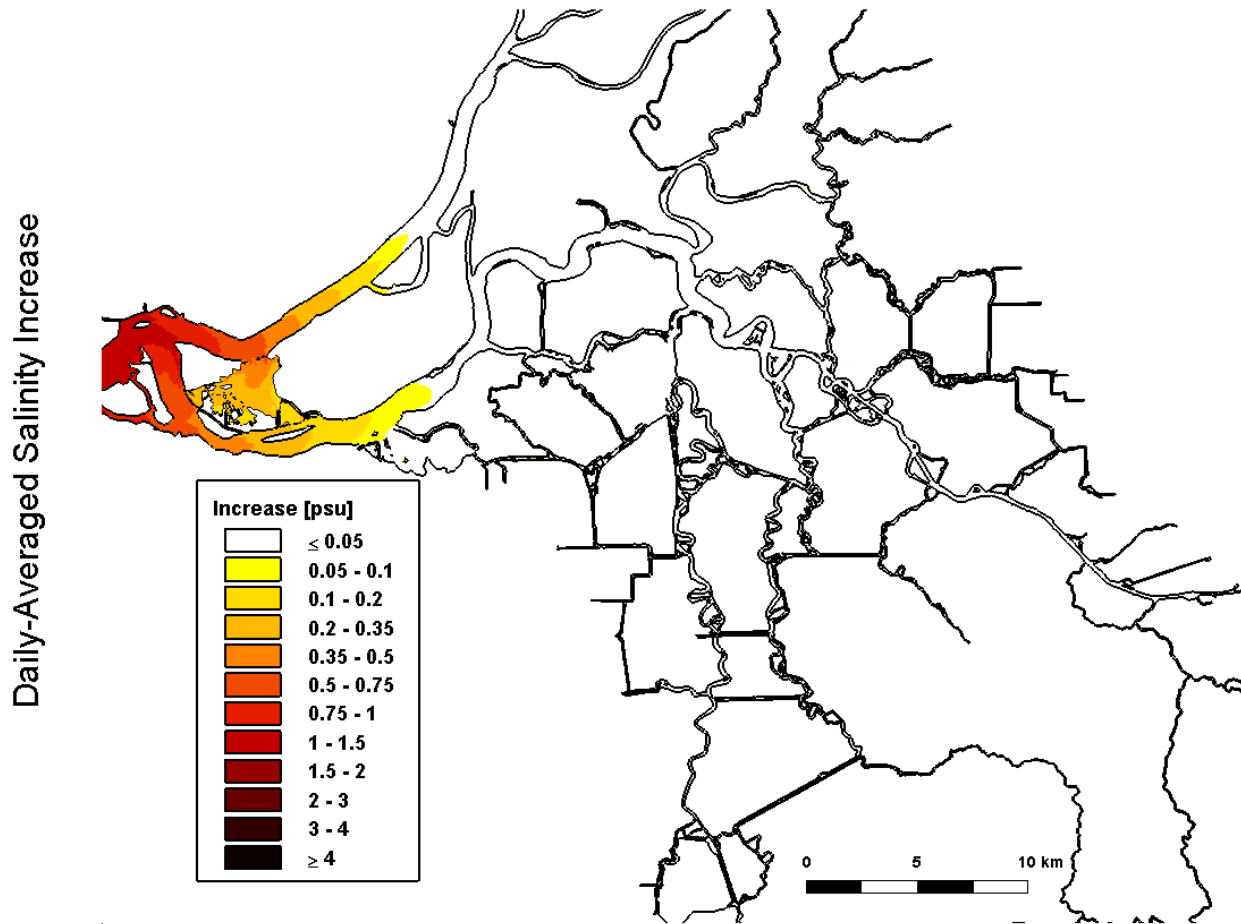 Daily-Averaged Salinity Increase
Increase [psu]
≤ 0.05
0.05 - 0.1
0.1 - 0.2
0.2 - 0.35
0.35 - 0.5
0.5 - 0.75
0.75 - 1
1 - 1.5
1.5 - 2
2 - 3
3 - 4
≥ 4
0 5 10 km